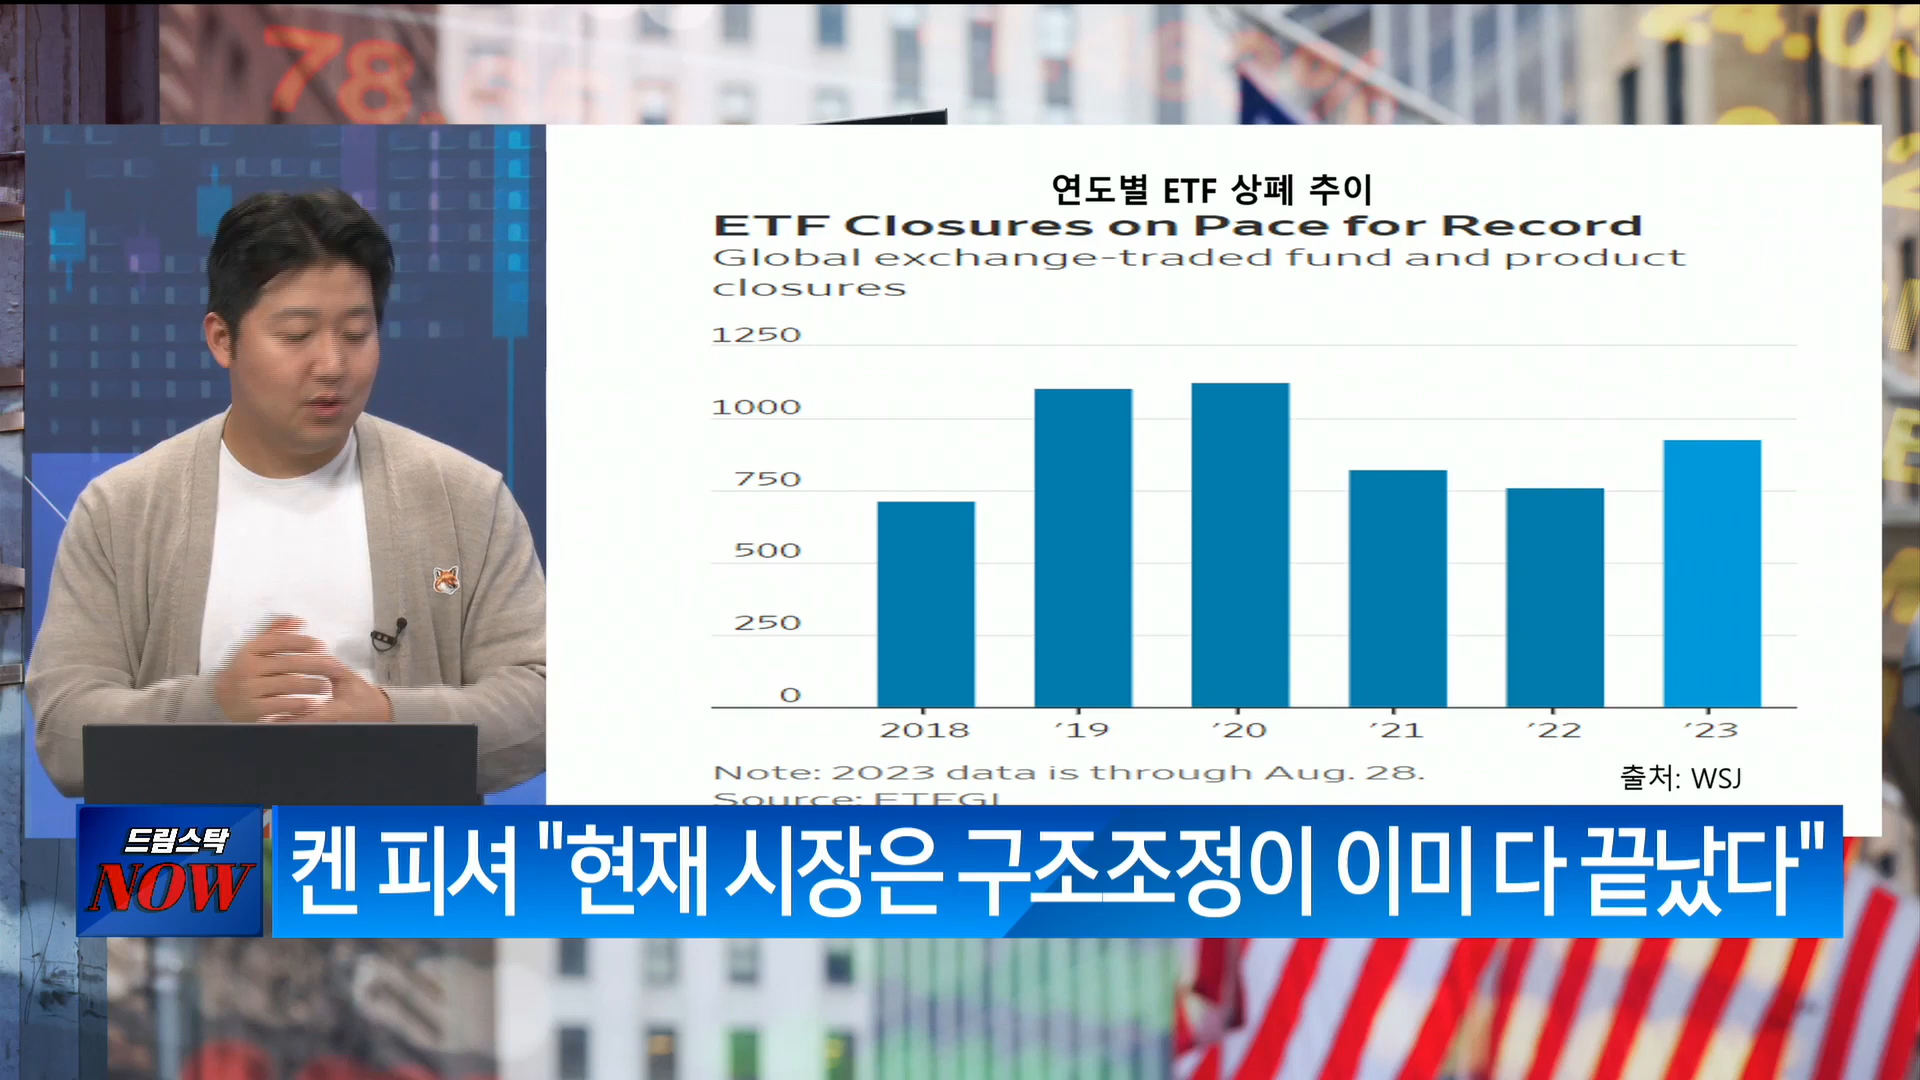 연도별 ETF 상폐 추이
ETF Closures on Pace for Record
Global exchange-traded fund and product
closures
1250
1000
750
500
250
0
2018 ’19 ’20 ’21 ’22 ’23
Note: 2023 data is through Aug. 28.
출처: WSJ
Source: ETFGI
드림스탁
NOW
켄 피셔 "현재 시장은 구조조정이 이미 다 끝났다"